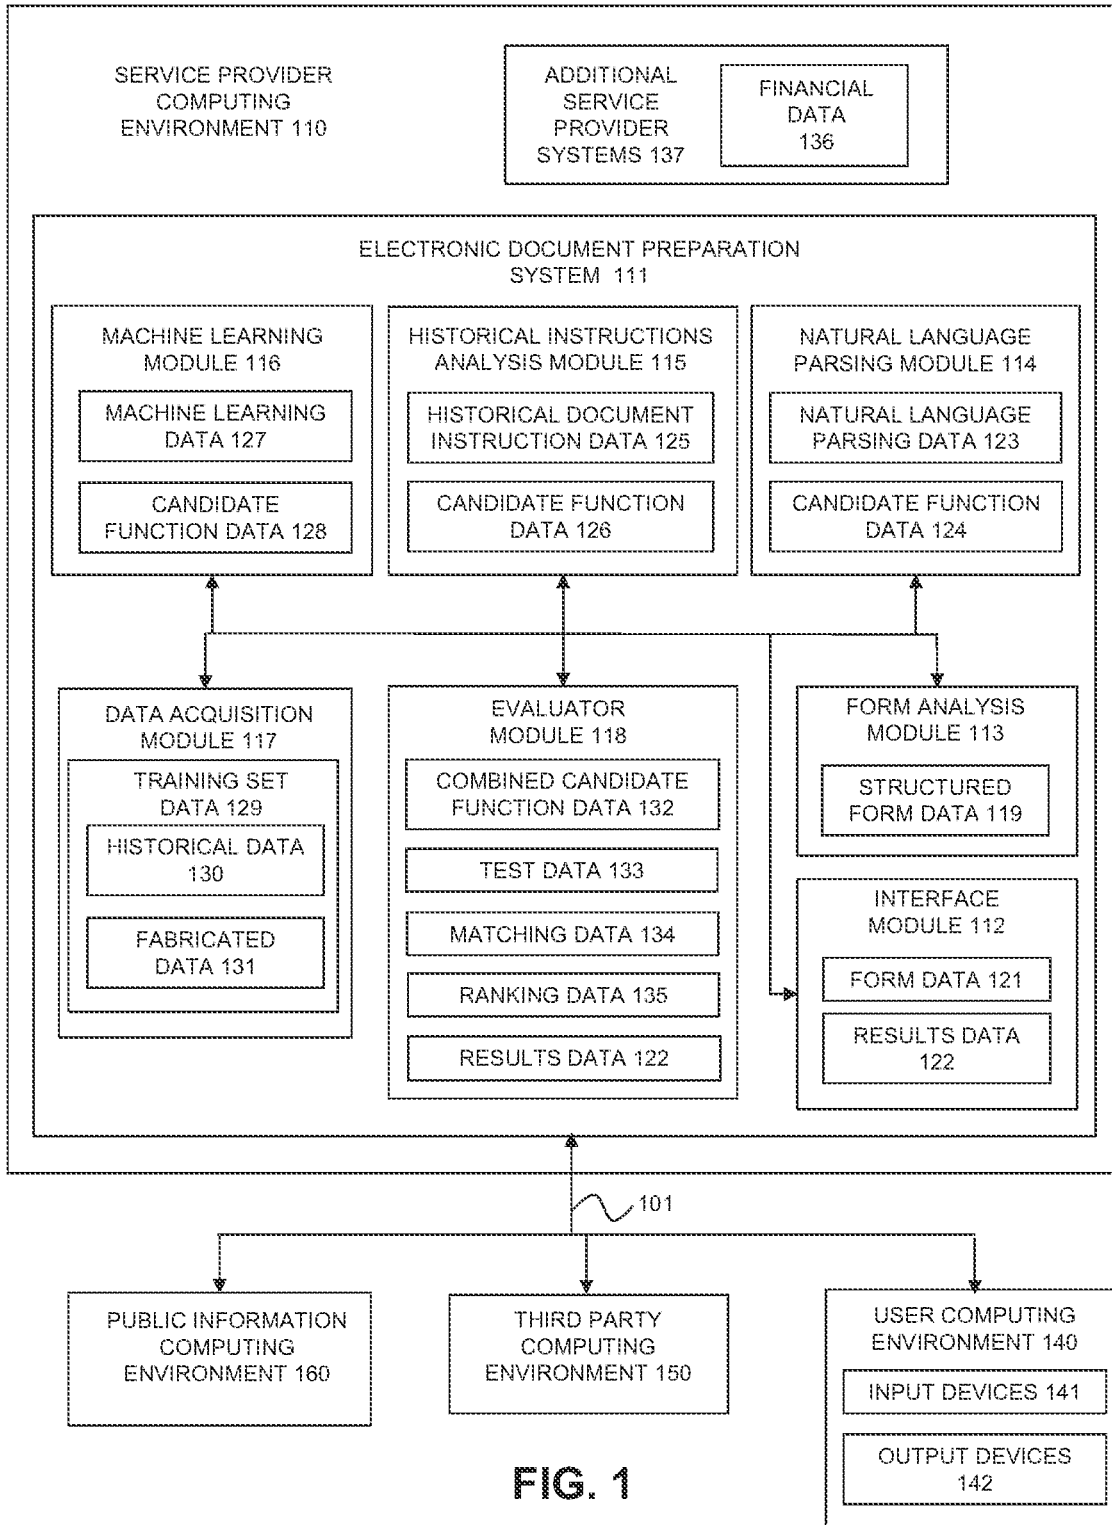 SERVICE PROVIDER
COMPUTING
ENVIRONMENT 110
ADDITIONAL
SERVICE
PROVIDER
SYSTEMS 137
FINANCIAL
DATA
136
ELECTRONIC DOCUMENT PREPARATION
SYSTEM 111
MACHINE LEARNING
MODULE 116
MACHINE LEARNING
DATA 127
CANDIDATE
FUNCTION DATA 128
HISTORICAL INSTRUCTIONS
ANALYSIS MODULE 115
HISTORICAL DOCUMENT
INSTRUCTION DATA 125
CANDIDATE FUNCTION
DATA 126
NATURAL LANGUAGE
PARSING MODULE 114
NATURAL LANGUAGE
PARSING DATA 123
CANDIDATE FUNCTION
DATA 124
DATA ACQUISITION
MODULE 117
TRAINING SET
DATA 129
HISTORICAL DATA
130
FABRICATED
DATA 131
EVALUATOR
MODULE 118
COMBINED CANDIDATE
FUNCTION DATA 132
TEST DATA 133
MATCHING DATA 134
RANKING DATA 135
RESULTS DATA 122
FORM ANALYSIS
MODULE 113
STRUCTURED
FORM DATA 119
INTERFACE
MODULE 112
FORM DATA 121
RESULTS DATA
122
101
PUBLIC INFORMATION
COMPUTING
ENVIRONMENT 160
THIRD PARTY
COMPUTING
ENVIRONMENT 150
USER COMPUTING
ENVIRONMENT 140
INPUT DEVICES 141
OUTPUT DEVICES
142
FIG. 1